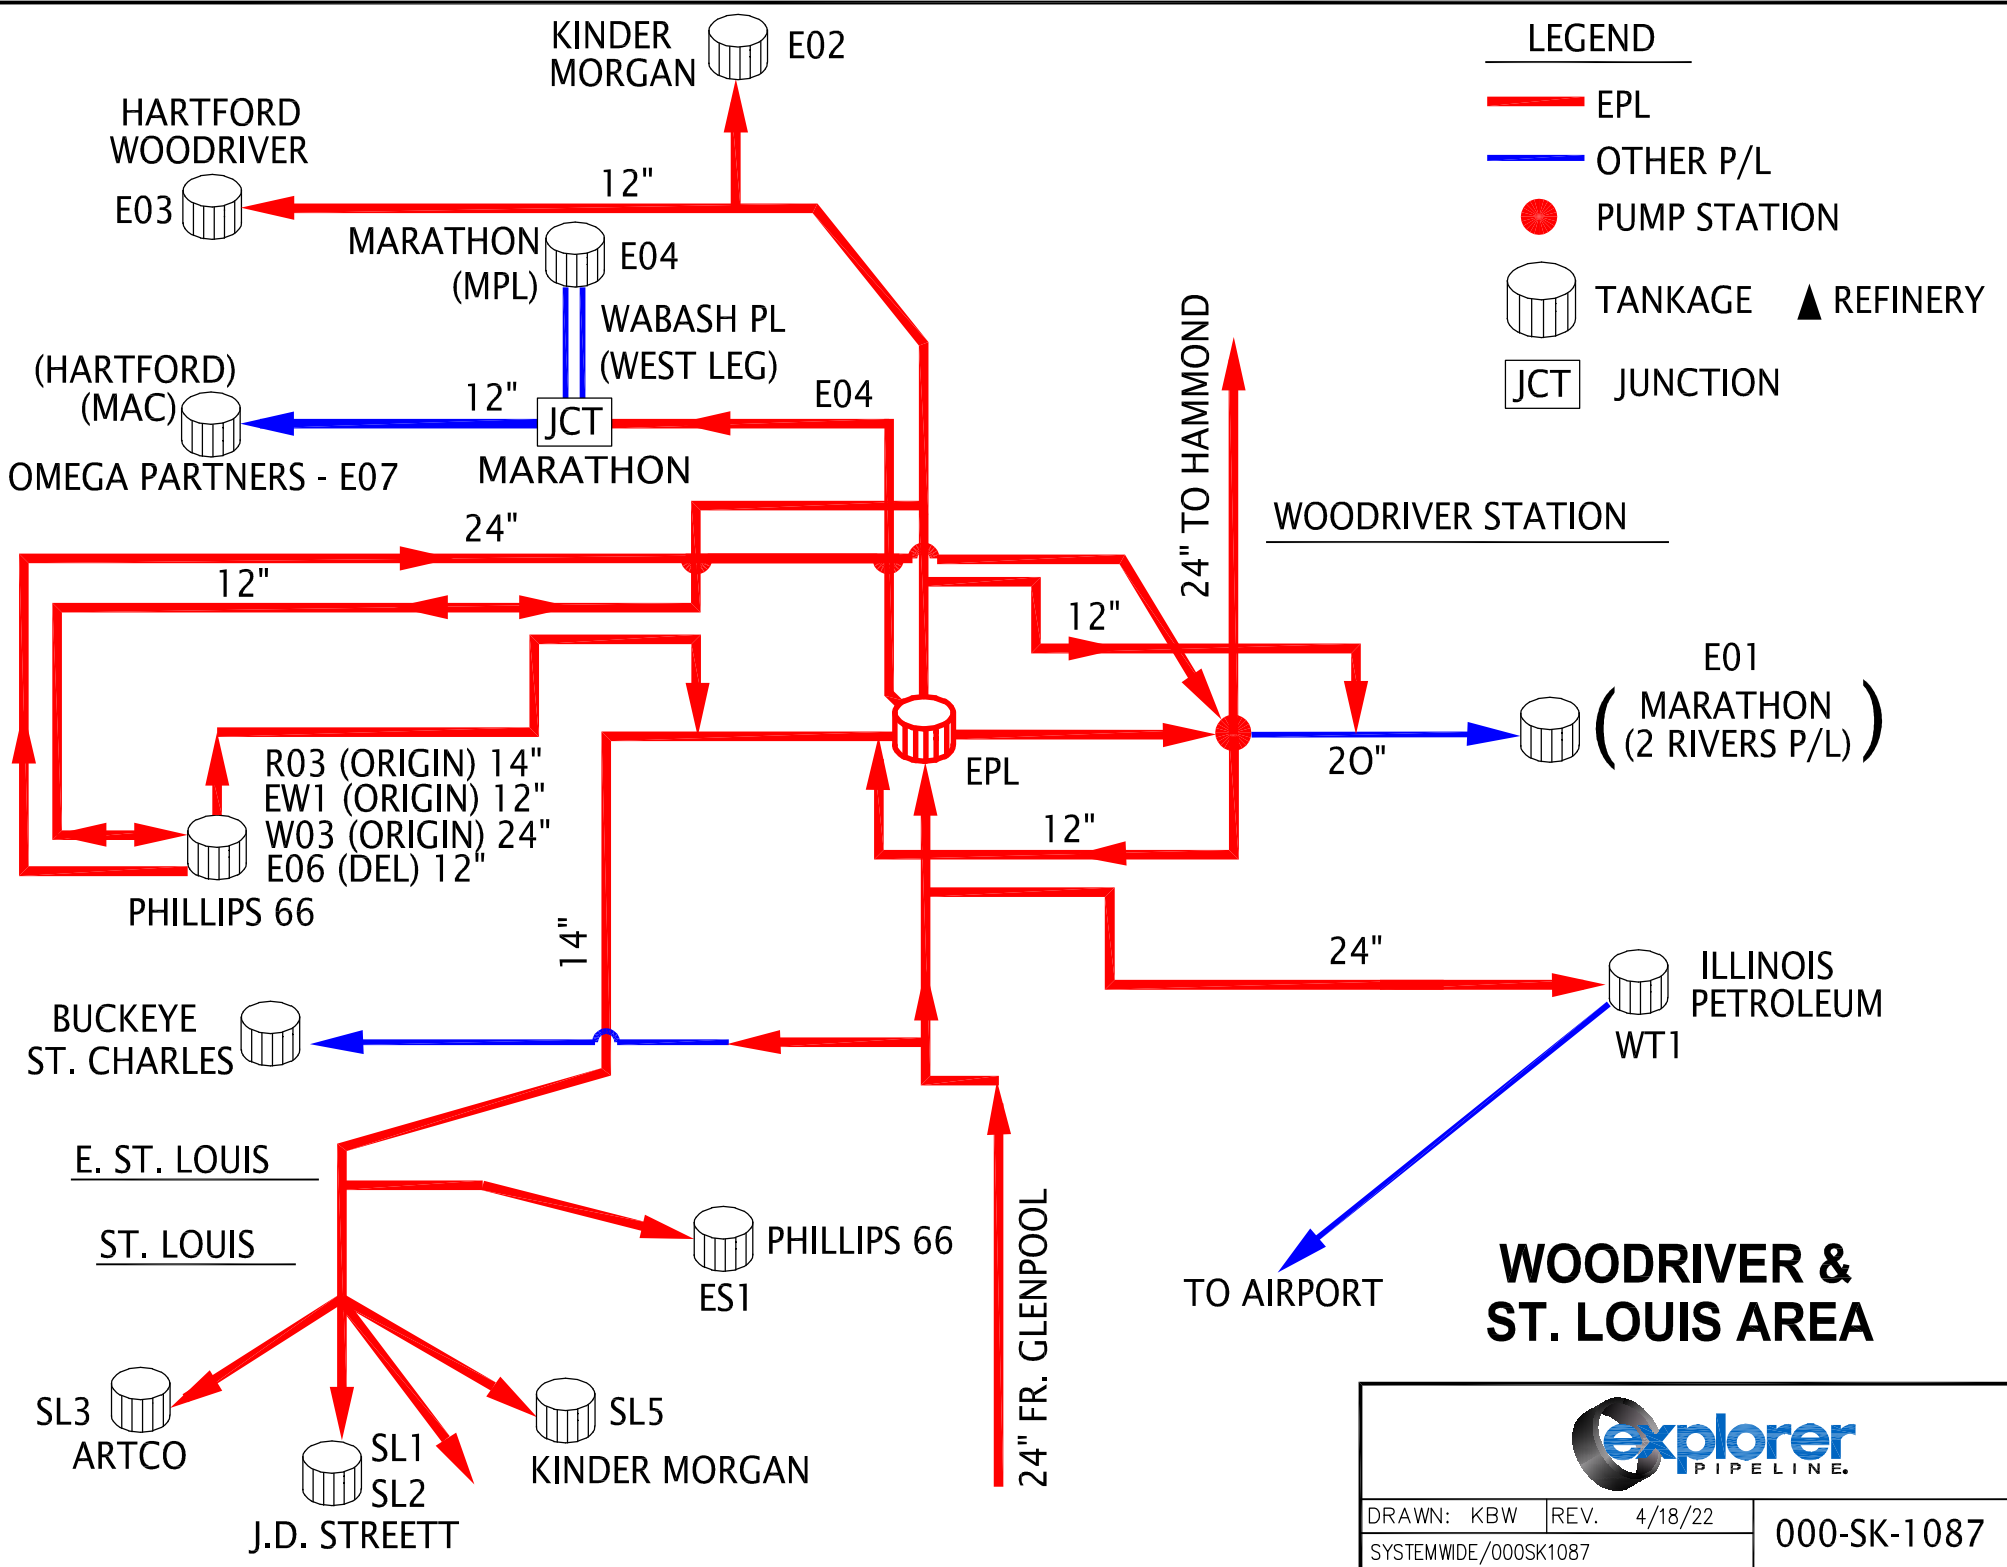 KINDER
MORGAN
E02
LEGEND
EPL
OTHER P/L
PUMP STATION
TANKAGE
REFINERY
JCT
JUNCTION
HARTFORD
WOODRIVER
E03
12"
MARATHON
(MPL)
E04
WABASH PL
(WEST LEG)
(HARTFORD)
(MAC)
12"
JCT
E04
OMEGA PARTNERS - E07
MARATHON
24" TO HAMMOND
WOODRIVER STATION
24"
12"
12"
E01
MARATHON
(2 RIVERS P/L)
20"
EPL
12"
R03 (ORIGIN) 14"
EW1 (ORIGIN) 12"
W03 (ORIGIN) 24"
E06 (DEL) 12"
PHILLIPS 66
14"
24"
ILLINOIS
PETROLEUM
WT1
BUCKEYE
ST. CHARLES
E. ST. LOUIS
ST. LOUIS
PHILLIPS 66
ES1
24" FR. GLENPOOL
TO AIRPORT
SL3
ARTCO
SL1
SL2
J.D. STREETT
SL5
KINDER MORGAN
WOODRIVER &
ST. LOUIS AREA
explorer
PIPELINE.
DRAWN: KBW
REV. 4/18/22
SYSTEMWIDE/000SK1087
000-SK-1087